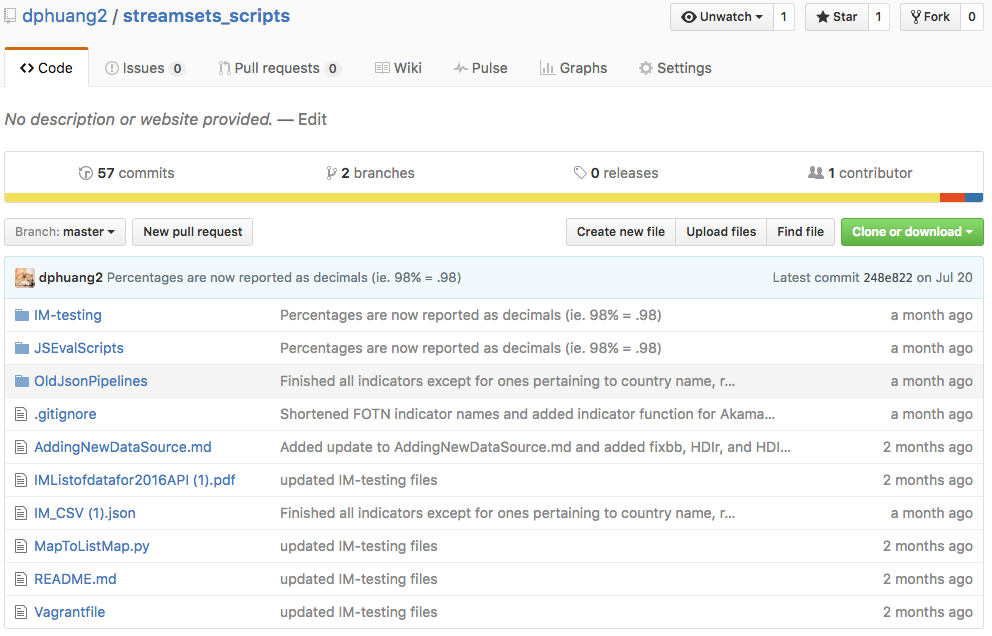 dphuang2 / streamsets_scripts Unwatch 1 Star 1 Fork 0
Code Issues 0 Pull requests 0 Wiki Pulse Graphs Settings
No description or website provided. — Edit
57 commits 2 branches 0 releases 1 contributor
Branch: master New pull request Create new file Upload files Find file Clone or download
dphuang2 Percentages are now reported as decimals (ie. 98% = .98) Latest commit 248e822 on Jul 20
IM-testing Percentages are now reported as decimals (ie. 98% = .98) a month ago
JSEvalScripts Percentages are now reported as decimals (ie. 98% = .98) a month ago
OldJsonPipelines Finished all indicators except for ones pertaining to country name, r... a month ago
.gitignore Shortened FOTN indicator names and added indicator function for Akama... a month ago
AddingNewDataSource.md Added update to AddingNewDataSource.md and added fixbb, HDIr, and HDI... 2 months ago
IMListofdatafor2016API (1).pdf updated IM-testing files 2 months ago
IM_CSV (1).json Finished all indicators except for ones pertaining to country name, r... a month ago
MapToListMap.py updated IM-testing files 2 months ago
README.md updated IM-testing files 2 months ago
Vagrantfile updated IM-testing files 2 months ago